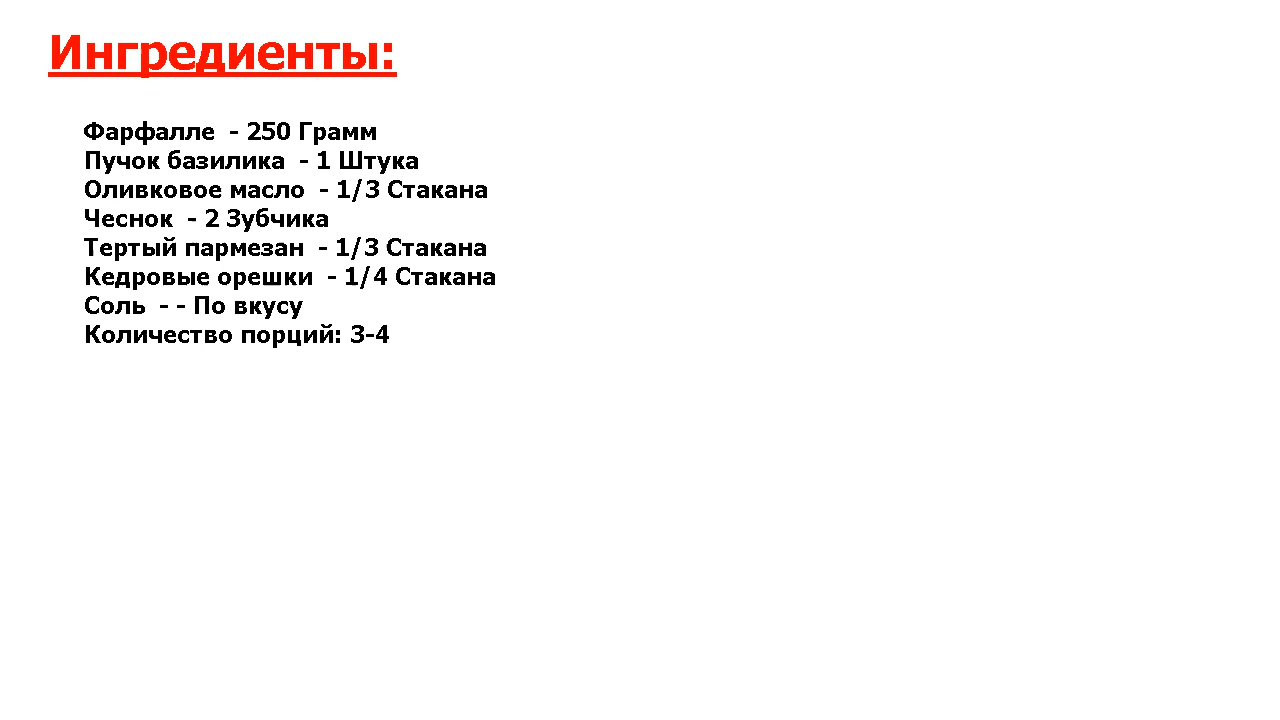 Ингредиенты:
Фарфалле  - 250 Грамм
Пучок базилика  - 1 Штука
Оливковое масло  - 1/3 Стакана
Чеснок  - 2 Зубчика
Тертый пармезан  - 1/3 Стакана
Кедровые орешки  - 1/4 Стакана
Соль  - - По вкусу
Количество порций: 3-4